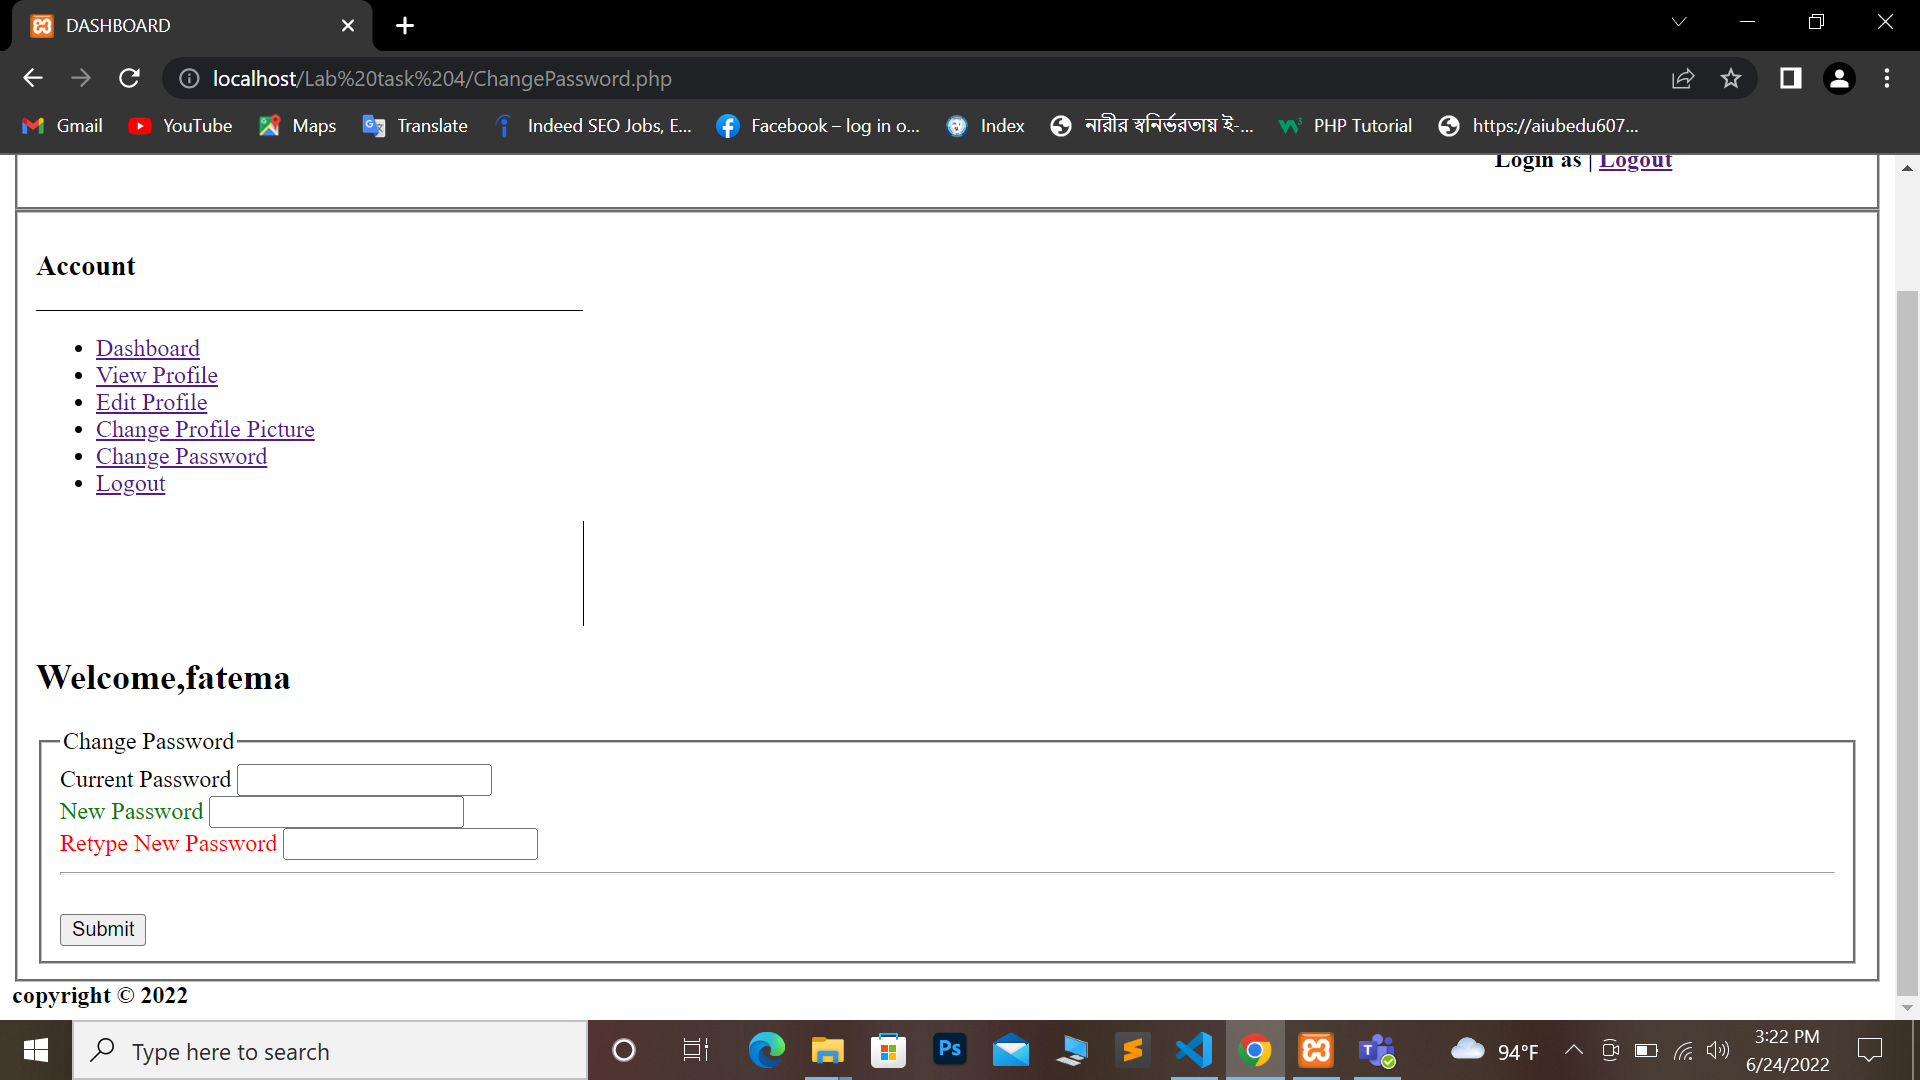 DASHBOARD
localhost/Lab%20task%204/ChangePassword.php
Gmail
YouTube
Maps
Translate
Indeed SEO Jobs, E...
Facebook – log in o...
Index
নারীর স্বনির্ভরতায় ই-...
PHP Tutorial
https://aiubedu607...
Login as | Logout
Account
Dashboard
View Profile
Edit Profile
Change Profile Picture
Change Password
Logout
Welcome,fatema
Change Password
Current Password
New Password
Retype New Password
Submit
copyright © 2022
Type here to search
Ps
94°F
3:22 PM
6/24/2022